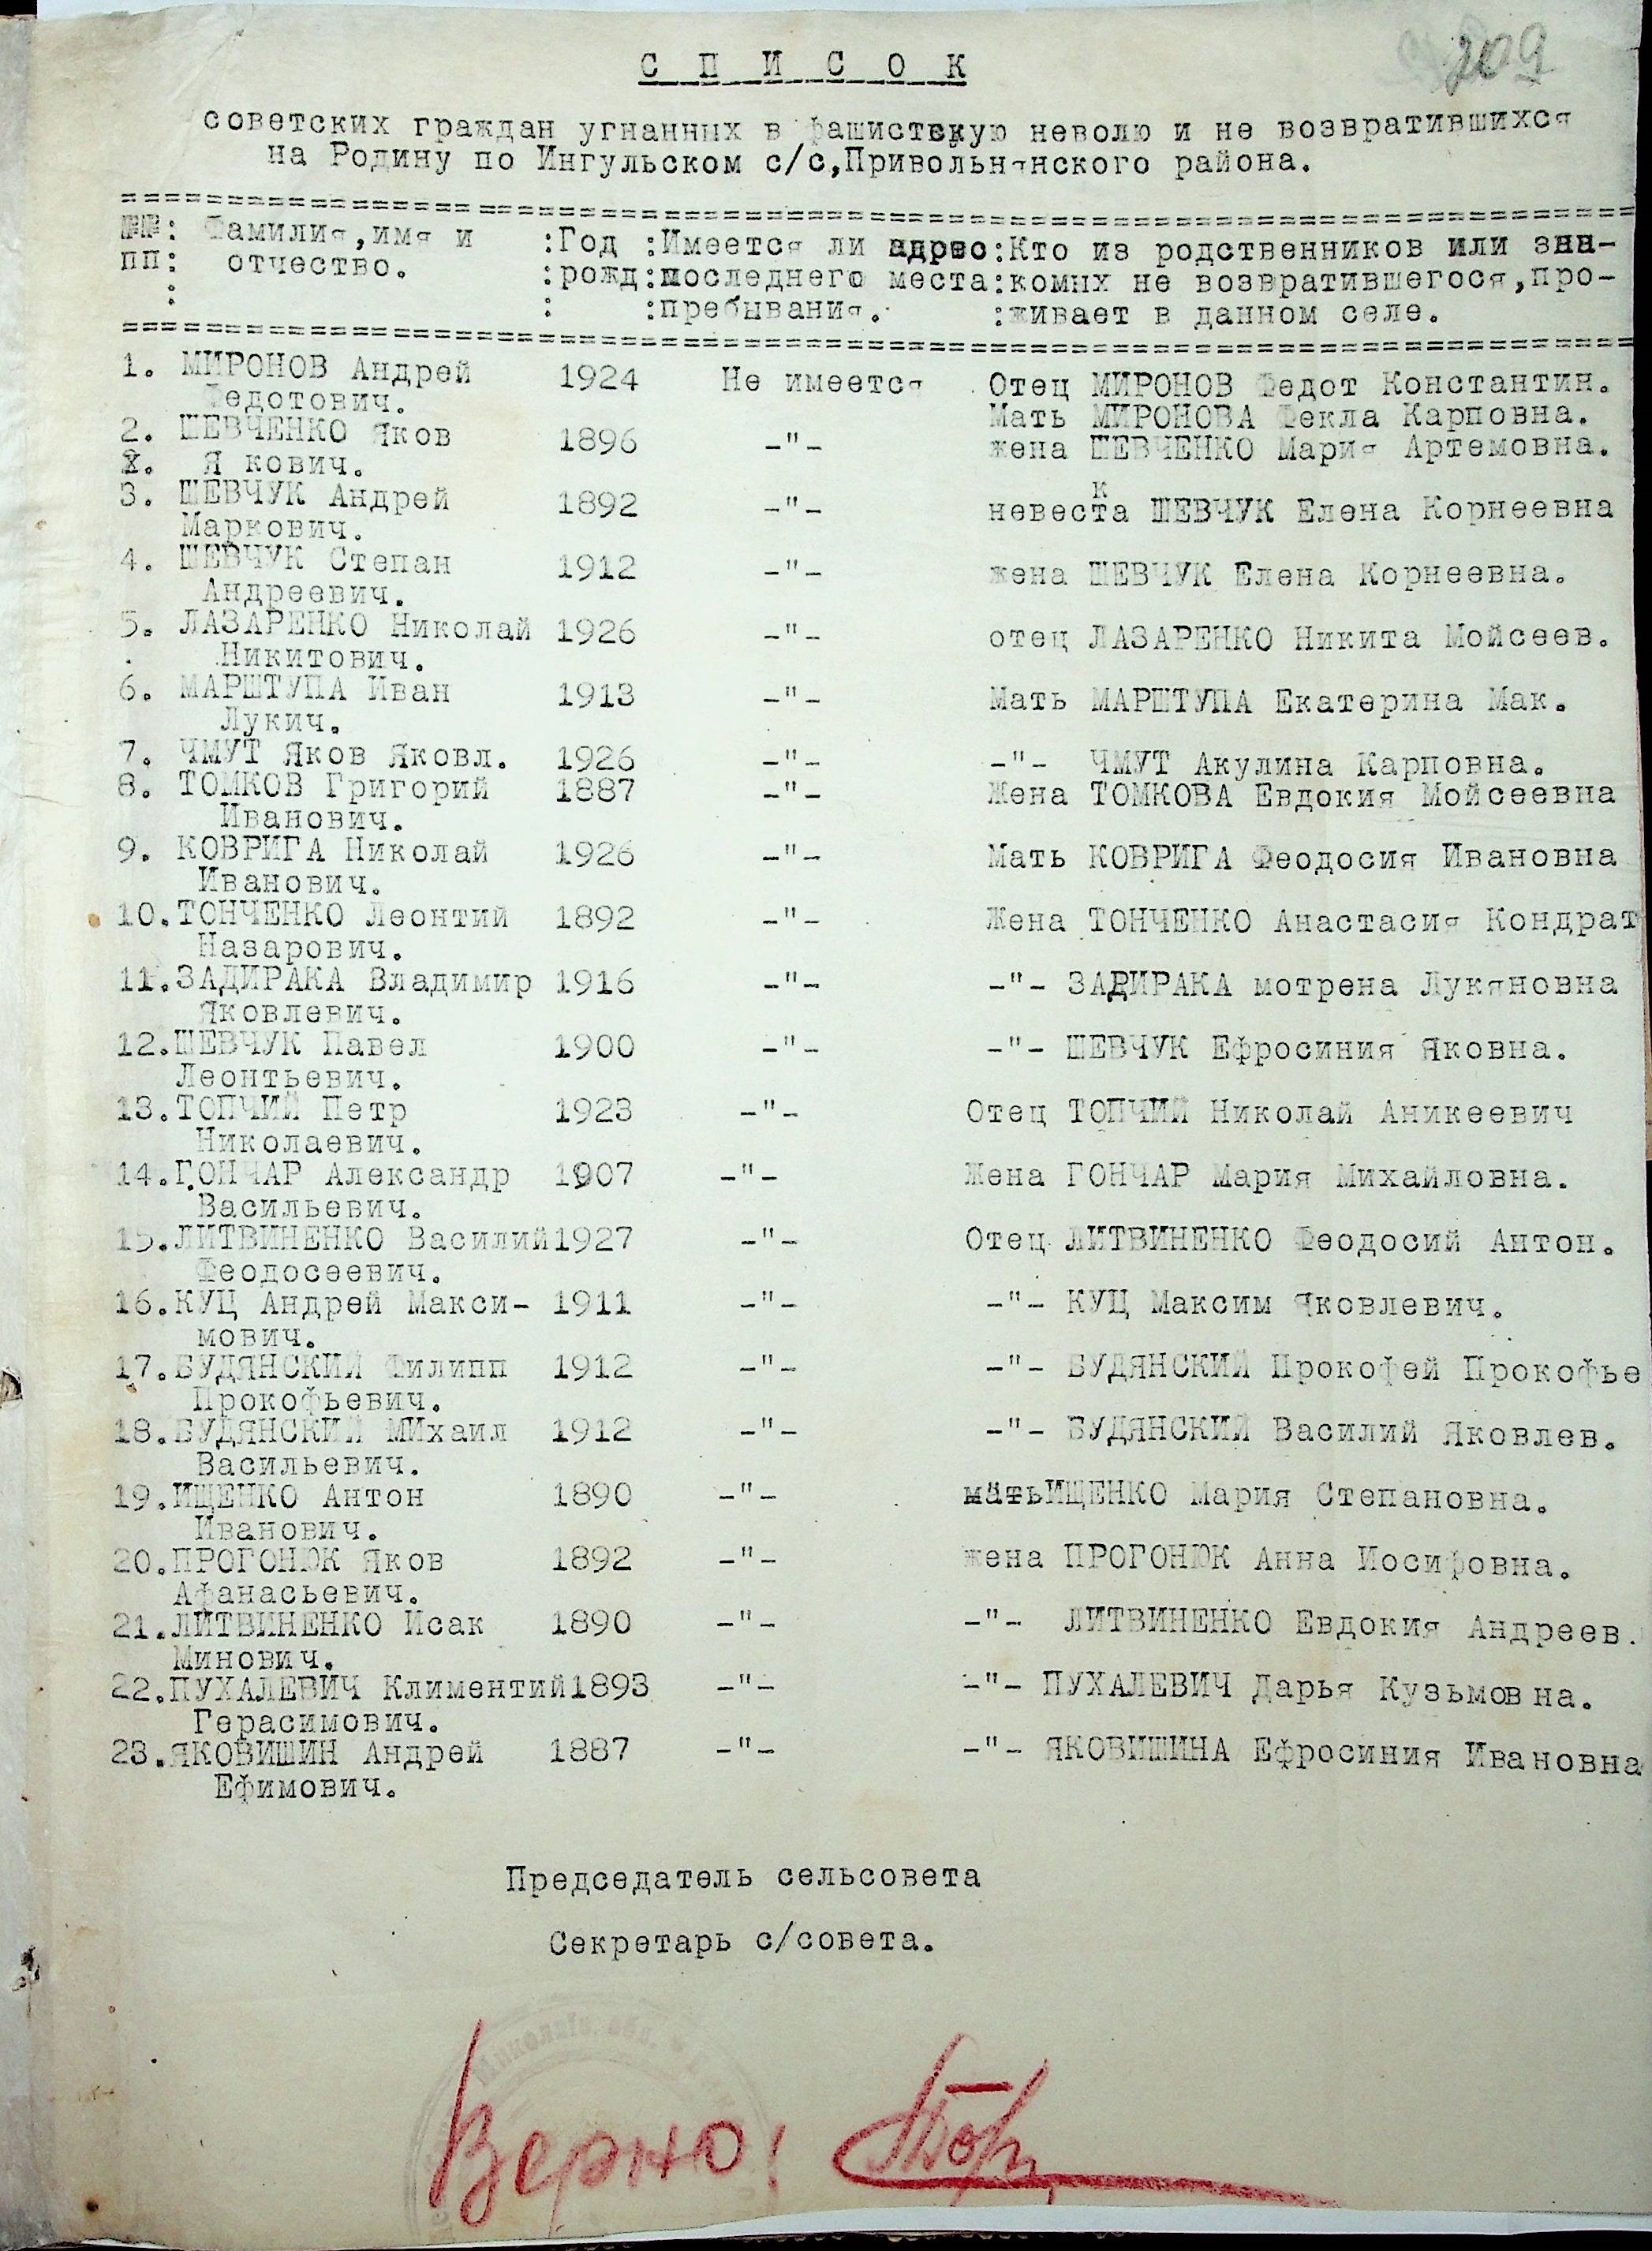 209
С П И С О К
советских граждан угнанных в фашистскую неволю и не возвратившихся
на Родину по Ингульском с/с,Привольнянского района.
№№: Фамилия,имя и :Год :Имеется ли адрес:Кто из родственников или зна-
пп: отчество. :рожд:последнего места:комых не возвратившегося,про-
: : :пребывания. :живает в данном селе.
1. МИРОНОВ Андрей 1924 Не имеется Отец МИРОНОВ Федот Константин.
Федотович. Мать МИРОНОВА Фекла Карповна.
2. ШЕВЧЕНКО Яков 1896 -"- жена ШЕВЧЕНКО Мария Артемовна.
Я кович.
3. ШЕВЧУК Андрей 1892 -"- невестка ШЕВЧУК Елена Корнеевна
Маркович.
4. ШЕВЧУК Степан 1912 -"- жена ШЕВЧУК Елена Корнеевна.
Андреевич.
5. ЛАЗАРЕНКО Николай 1926 -"- отец ЛАЗАРЕНКО Никита Мойсеев.
Никитович.
6. МАРШТУПА Иван 1913 -"- Мать МАРШТУПА Екатерина Мак.
Лукич.
7. ЧМУТ Яков Яковл. 1926 -"- -"- ЧМУТ Акулина Карповна.
8. ТОМКОВ Григорий 1887 -"- Жена ТОМКОВА Евдокия Мойсеевна
Иванович.
9. КОВРИГА Николай 1926 -"- Мать КОВРИГА Феодосия Ивановна
Иванович.
10.ТОНЧЕНКО Леонтий 1892 -"- Жена ТОНЧЕНКО Анастасия Кондрат
Назарович.
11.ЗАДИРАКА Владимир 1916 -"- -"- ЗАДИРАКА мотрена Лукяновна
Яковлевич.
12.ШЕВЧУК Павел 1900 -"- -"- ШЕВЧУК Ефросиния Яковна.
Леонтьевич.
13.ТОПЧИЙ Петр 1923 -"- Отец ТОПЧИЙ Николай Аникеевич
Николаевич.
14.ГОНЧАР Александр 1907 -"- Жена ГОНЧАР Мария Михайловна.
Васильевич.
15.ЛИТВИНЕНКО Василий1927 -"- Отец ЛИТВИНЕНКО Феодосий Антон.
Феодосеевич.
16.КУЦ Андрей Макси- 1911 -"- -"- КУЦ Максим Яковлевич.
мович.
17.БУДЯНСКИЙ Филипп 1912 -"- -"- БУДЯНСКИЙ Прокофей Прокофье
Прокофьевич.
18.БУДЯНСКИЙ МИхаил 1912 -"- -"- БУДЯНСКИЙ Василий Яковлев.
Васильевич.
19.ИЩЕНКО Антон 1890 -"- матьИЩЕНКО Мария Степановна.
Иванович.
20.ПРОГОНЮК Яков 1892 -"- жена ПРОГОНЮК Анна Иосифовна.
Афанасьевич.
21.ЛИТВИНЕНКО Исак 1890 -"- -"- ЛИТВИНЕНКО Евдокия Андреев.
Минович.
22.ПУХАЛЕВИЧ Климентий1893 -"- -"- ПУХАЛЕВИЧ Дарья Кузьмовна.
Герасимович.
23.ЯКОВИШИН Андрей 1887 -"- -"- ЯКОВИШИНА Ефросиния Ивановна
Ефимович.
Председатель сельсовета
Секретарь с/совета.
Верно!